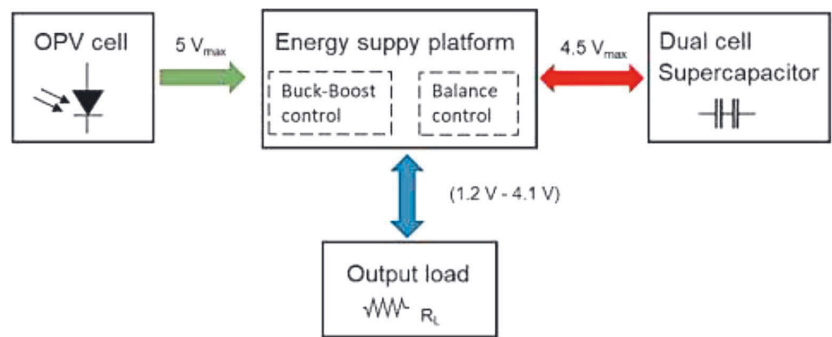 OPV cell
5 Vmax
Energy suppy platform
Buck-Boost
control
Balance
control
4.5 Vmax
Dual cell
Supercapacitor
(1.2 V - 4.1 V)
Output load
RL